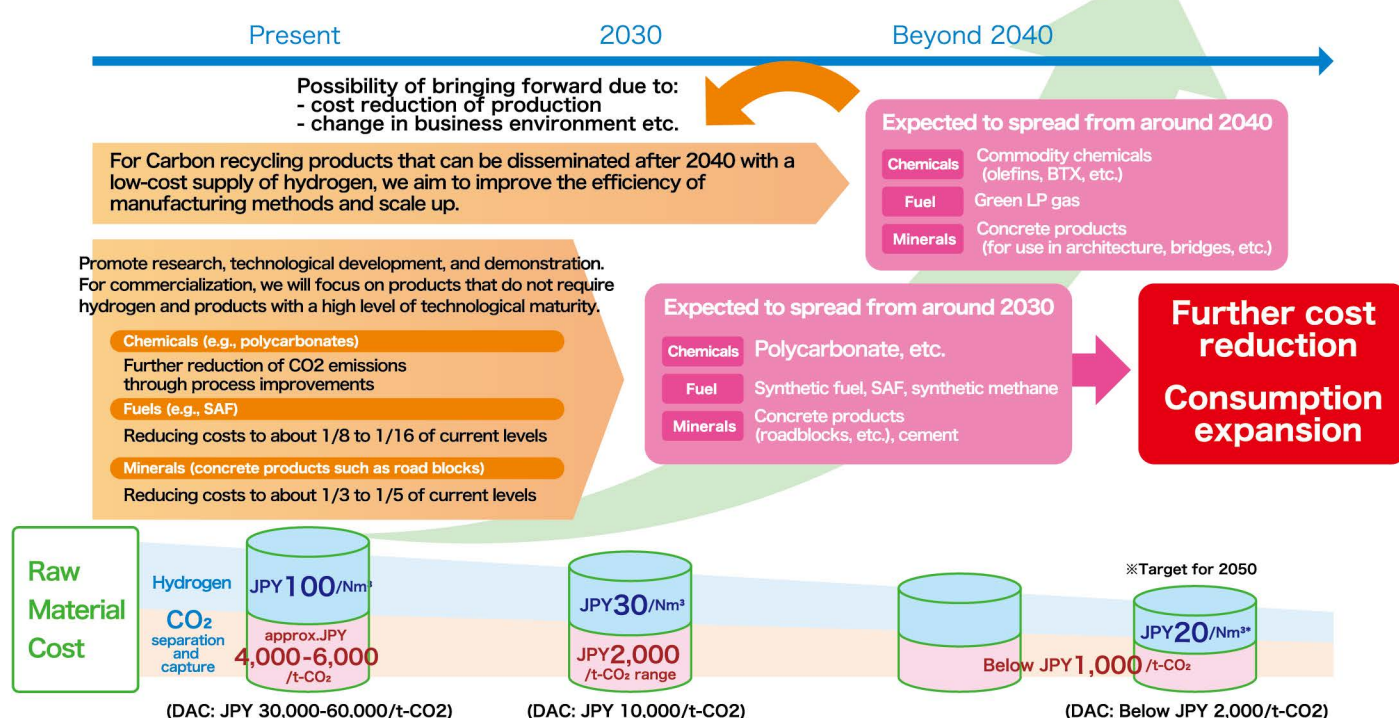 Present
2030
Beyond 2040
Possibility of bringing forward due to:
- cost reduction of production
- change in business environment etc.
For Carbon recycling products that can be disseminated after 2040 with a
low-cost supply of hydrogen, we aim to improve the efficiency of
manufacturing methods and scale up.
Expected to spread from around 2040
Chemicals
Commodity chemicals
(olefins, BTX, etc.)
Fuel
Green LP gas
Minerals
Concrete products
(for use in architecture, bridges, etc.)
Promote research, technological development, and demonstration.
For commercialization, we will focus on products that do not require
hydrogen and products with a high level of technological maturity.
Chemicals (e.g., polycarbonates)
Further reduction of CO2 emissions
through process improvements
Fuels (e.g., SAF)
Reducing costs to about 1/8 to 1/16 of current levels
Minerals (concrete products such as road blocks)
Reducing costs to about 1/3 to 1/5 of current levels
Expected to spread from around 2030
Chemicals
Polycarbonate, etc.
Fuel
Synthetic fuel, SAF, synthetic methane
Minerals
Concrete products
(roadblocks, etc.), cement
Further cost
reduction
Consumption
expansion
Raw
Material
Cost
Hydrogen
CO₂
separation
and
capture
JPY100/Nm³
approx.JPY
4,000-6,000
/t-CO₂
(DAC: JPY 30,000-60,000/t-CO2)
JPY30/Nm³
JPY2,000
/t-CO₂ range
(DAC: JPY 10,000/t-CO2)
※Target for 2050
JPY20/Nm³*
Below JPY1,000/t-CO₂
(DAC: Below JPY 2,000/t-CO2)